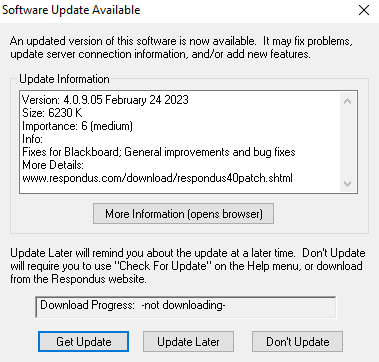 Software Update Available
An updated version of this software is now available.  It may fix problems,
update server connection information, and/or add new features.
Update Information
Version: 4.0.9.05 February 24 2023
Size: 6230 K
Importance: 6 (medium)
Info:
Fixes for Blackboard; General improvements and bug fixes
More Details:
www.respondus.com/download/respondus40patch.shtml
More Information (opens browser)
Update Later will remind you about the update at a later time.  Don't Update
will require you to use "Check For Update" on the Help menu, or download
from the Respondus website.
Download Progress:  -not downloading-
Get Update
Update Later
Don't Update